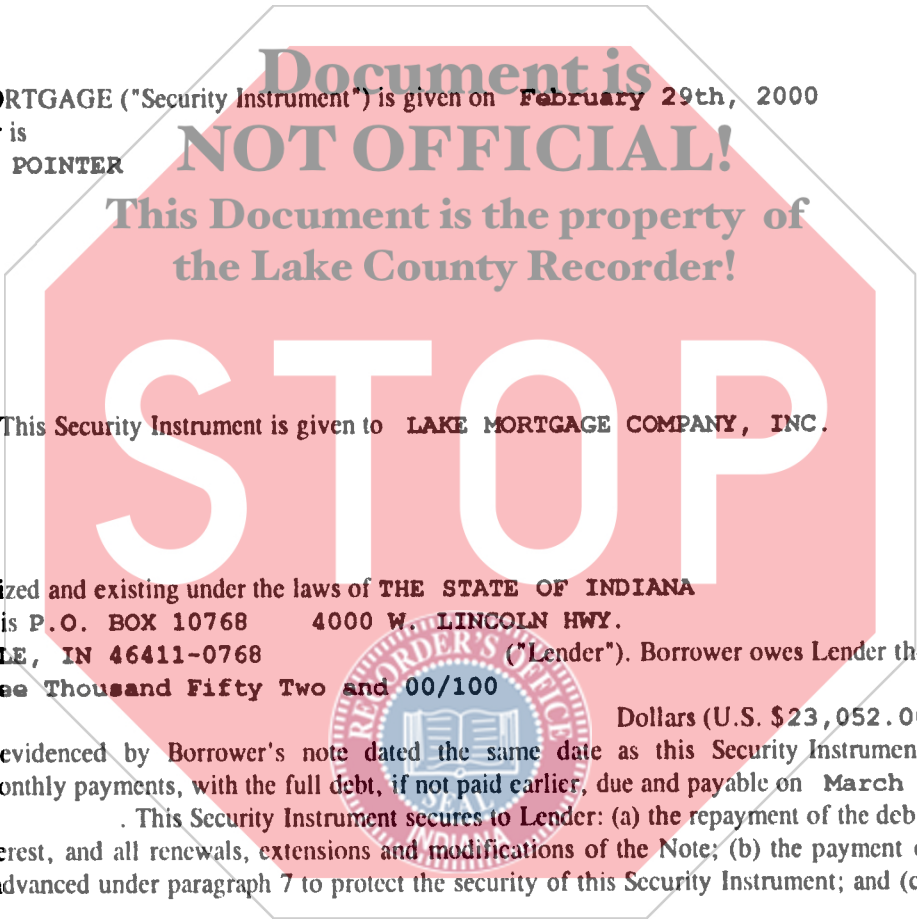 Document is
RTGAGE ("Security Instrument") is given on February 29th, 2000
is
NOT OFFICIAL!
POINTER
This Document is the property of
the Lake County Recorder!
STOP
This Security Instrument is given to LAKE MORTGAGE COMPANY, INC.
ized and existing under the laws of THE STATE OF INDIANA
is P.O. BOX 10768 4000 W. LINCOLN HWY.
LE, IN 46411-0768 ("Lender"). Borrower owes Lender th
ee Thousand Fifty Two and 00/100
RECORDER'S OFFICE
Dollars (U.S. $23,052.0
evidenced by Borrower's note dated the same date as this Security Instrumen
onthly payments, with the full debt, if not paid earlier, due and payable on March
SEAL
. This Security Instrument secures to Lender: (a) the repayment of the deb
INDIANA
erest, and all renewals, extensions and modifications of the Note; (b) the payment
dvanced under paragraph 7 to protect the security of this Security Instrument; and (c